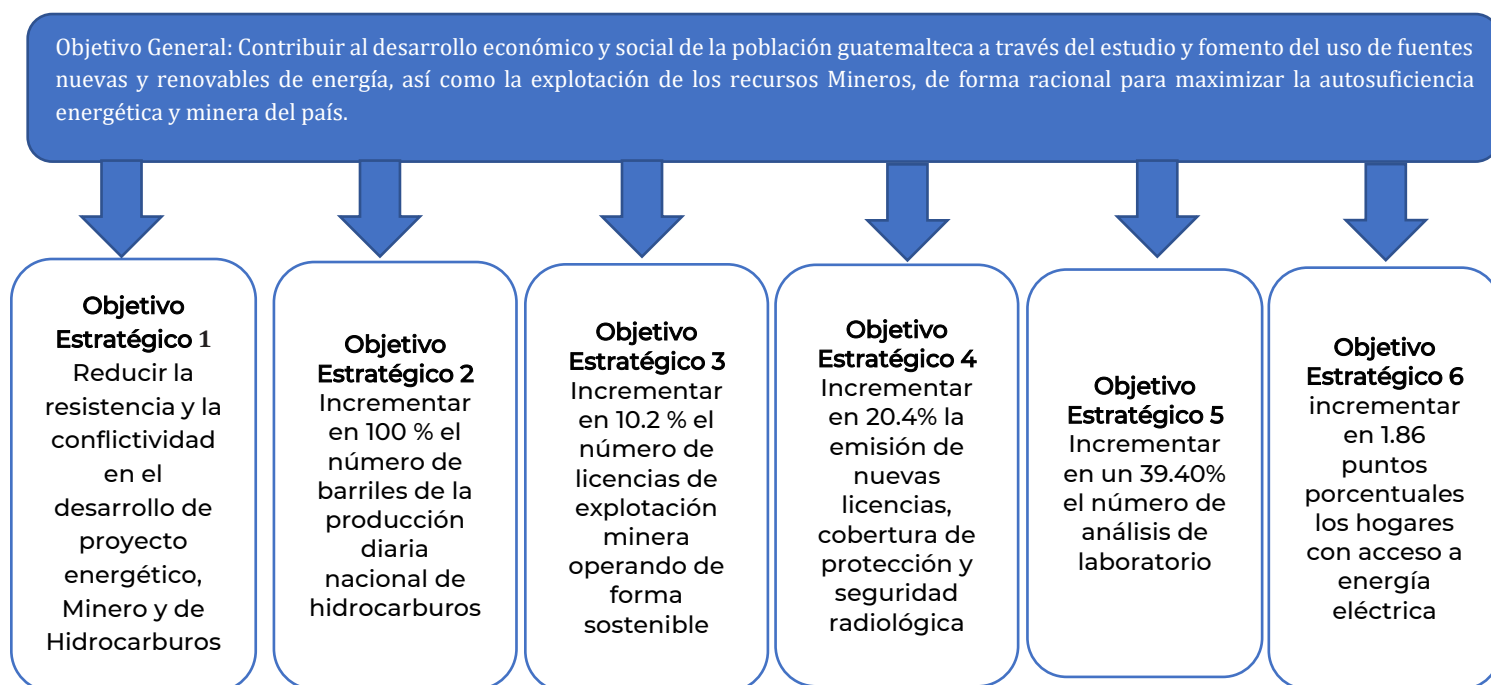 Objetivo General: Contribuir al desarrollo económico y social de la población guatemalteca a través del estudio y fomento del uso de fuentes
nuevas y renovables de energía, así como la explotación de los recursos Mineros, de forma racional para maximizar la autosuficiencia
energética y minera del país.
Objetivo
Estratégico 1
Reducir la
resistencia y la
conflictividad
en el
desarrollo de
proyecto
energético,
Minero y de
Hidrocarburos
Objetivo
Estratégico 2
Incrementar
en 100 % el
número de
barriles de la
producción
diaria
nacional de
hidrocarburos
Objetivo
Estratégico 3
Incrementar
en 10.2 % el
número de
licencias de
explotación
minera
operando de
forma
sostenible
Objetivo
Estratégico 4
Incrementar
en 20.4% la
emisión de
nuevas
licencias,
cobertura de
protección y
seguridad
radiológica
Objetivo
Estratégico 5
Incrementar
en un 39.40%
el número de
análisis de
laboratorio
Objetivo
Estratégico 6
incrementar
en 1.86
puntos
porcentuales
los hogares
con acceso a
energía
eléctrica